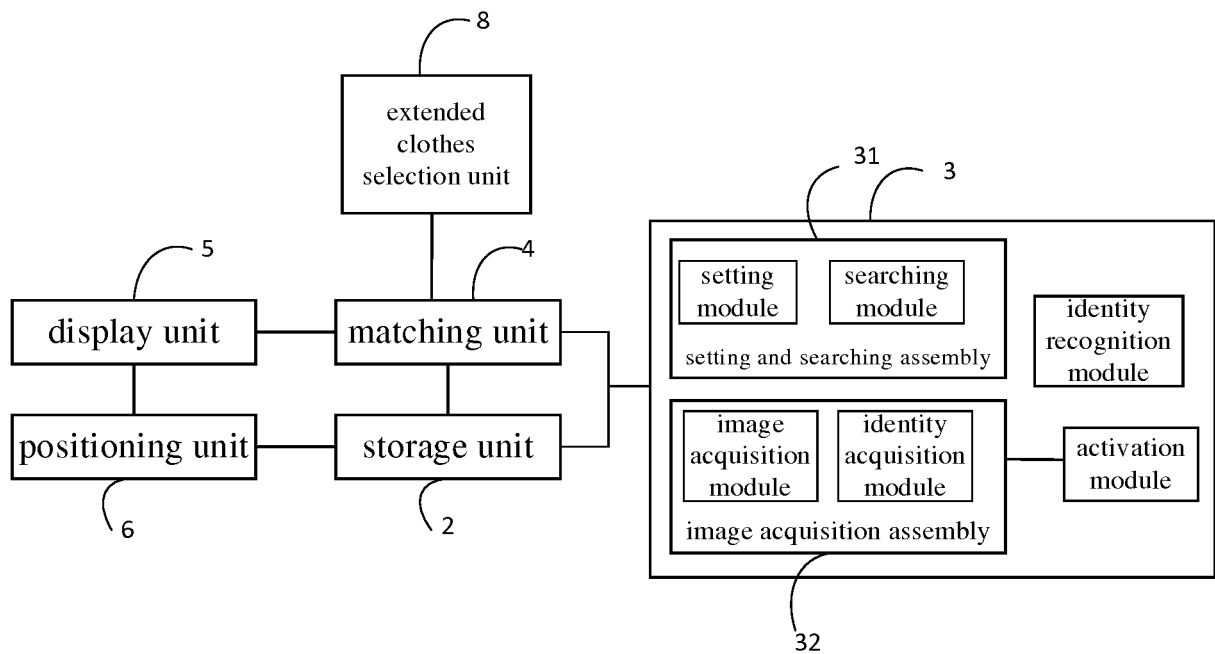 8
extended
clothes
selection unit
31
3
5
4
setting
module
searching
module
setting and searching assembly
identity
recognition
module
display unit
matching unit
positioning unit
storage unit
image
acquisition
module
identity
acquisition
module
image acquisition assembly
activation
module
6
2
32